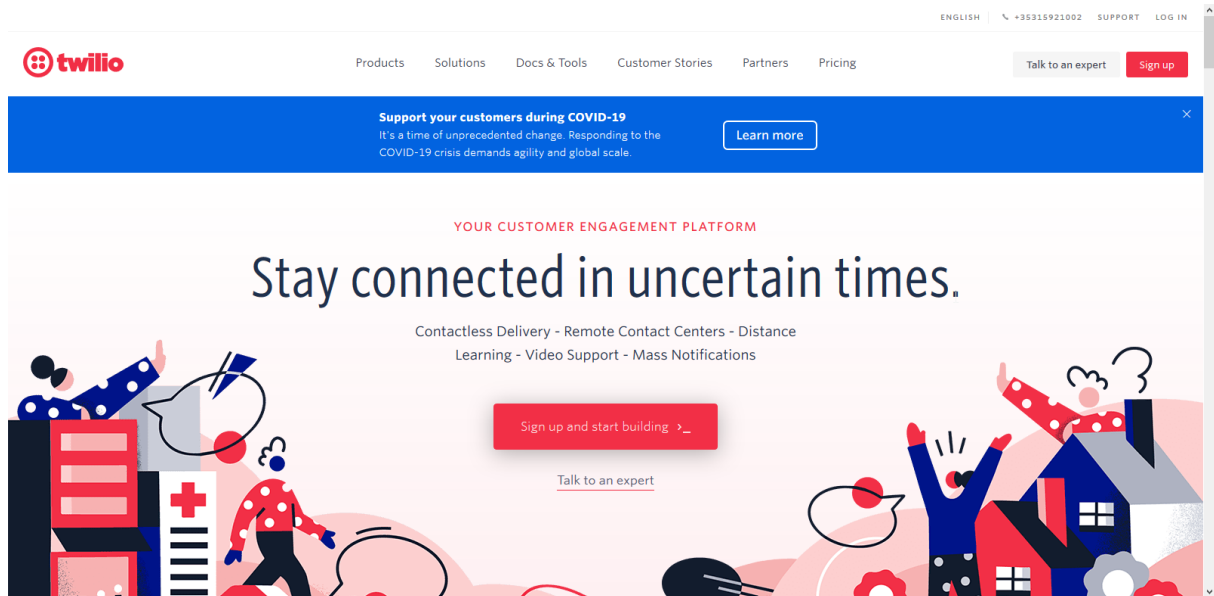 ENGLISH +35315921002 SUPPORT LOG IN
twilio Products Solutions Docs & Tools Customer Stories Partners Pricing Talk to an expert Sign up
Support your customers during COVID-19
It's a time of unprecedented change. Responding to the
COVID-19 crisis demands agility and global scale.
Learn more
YOUR CUSTOMER ENGAGEMENT PLATFORM
Stay connected in uncertain times.
Contactless Delivery - Remote Contact Centers - Distance
Learning - Video Support - Mass Notifications
Sign up and start building >_
Talk to an expert